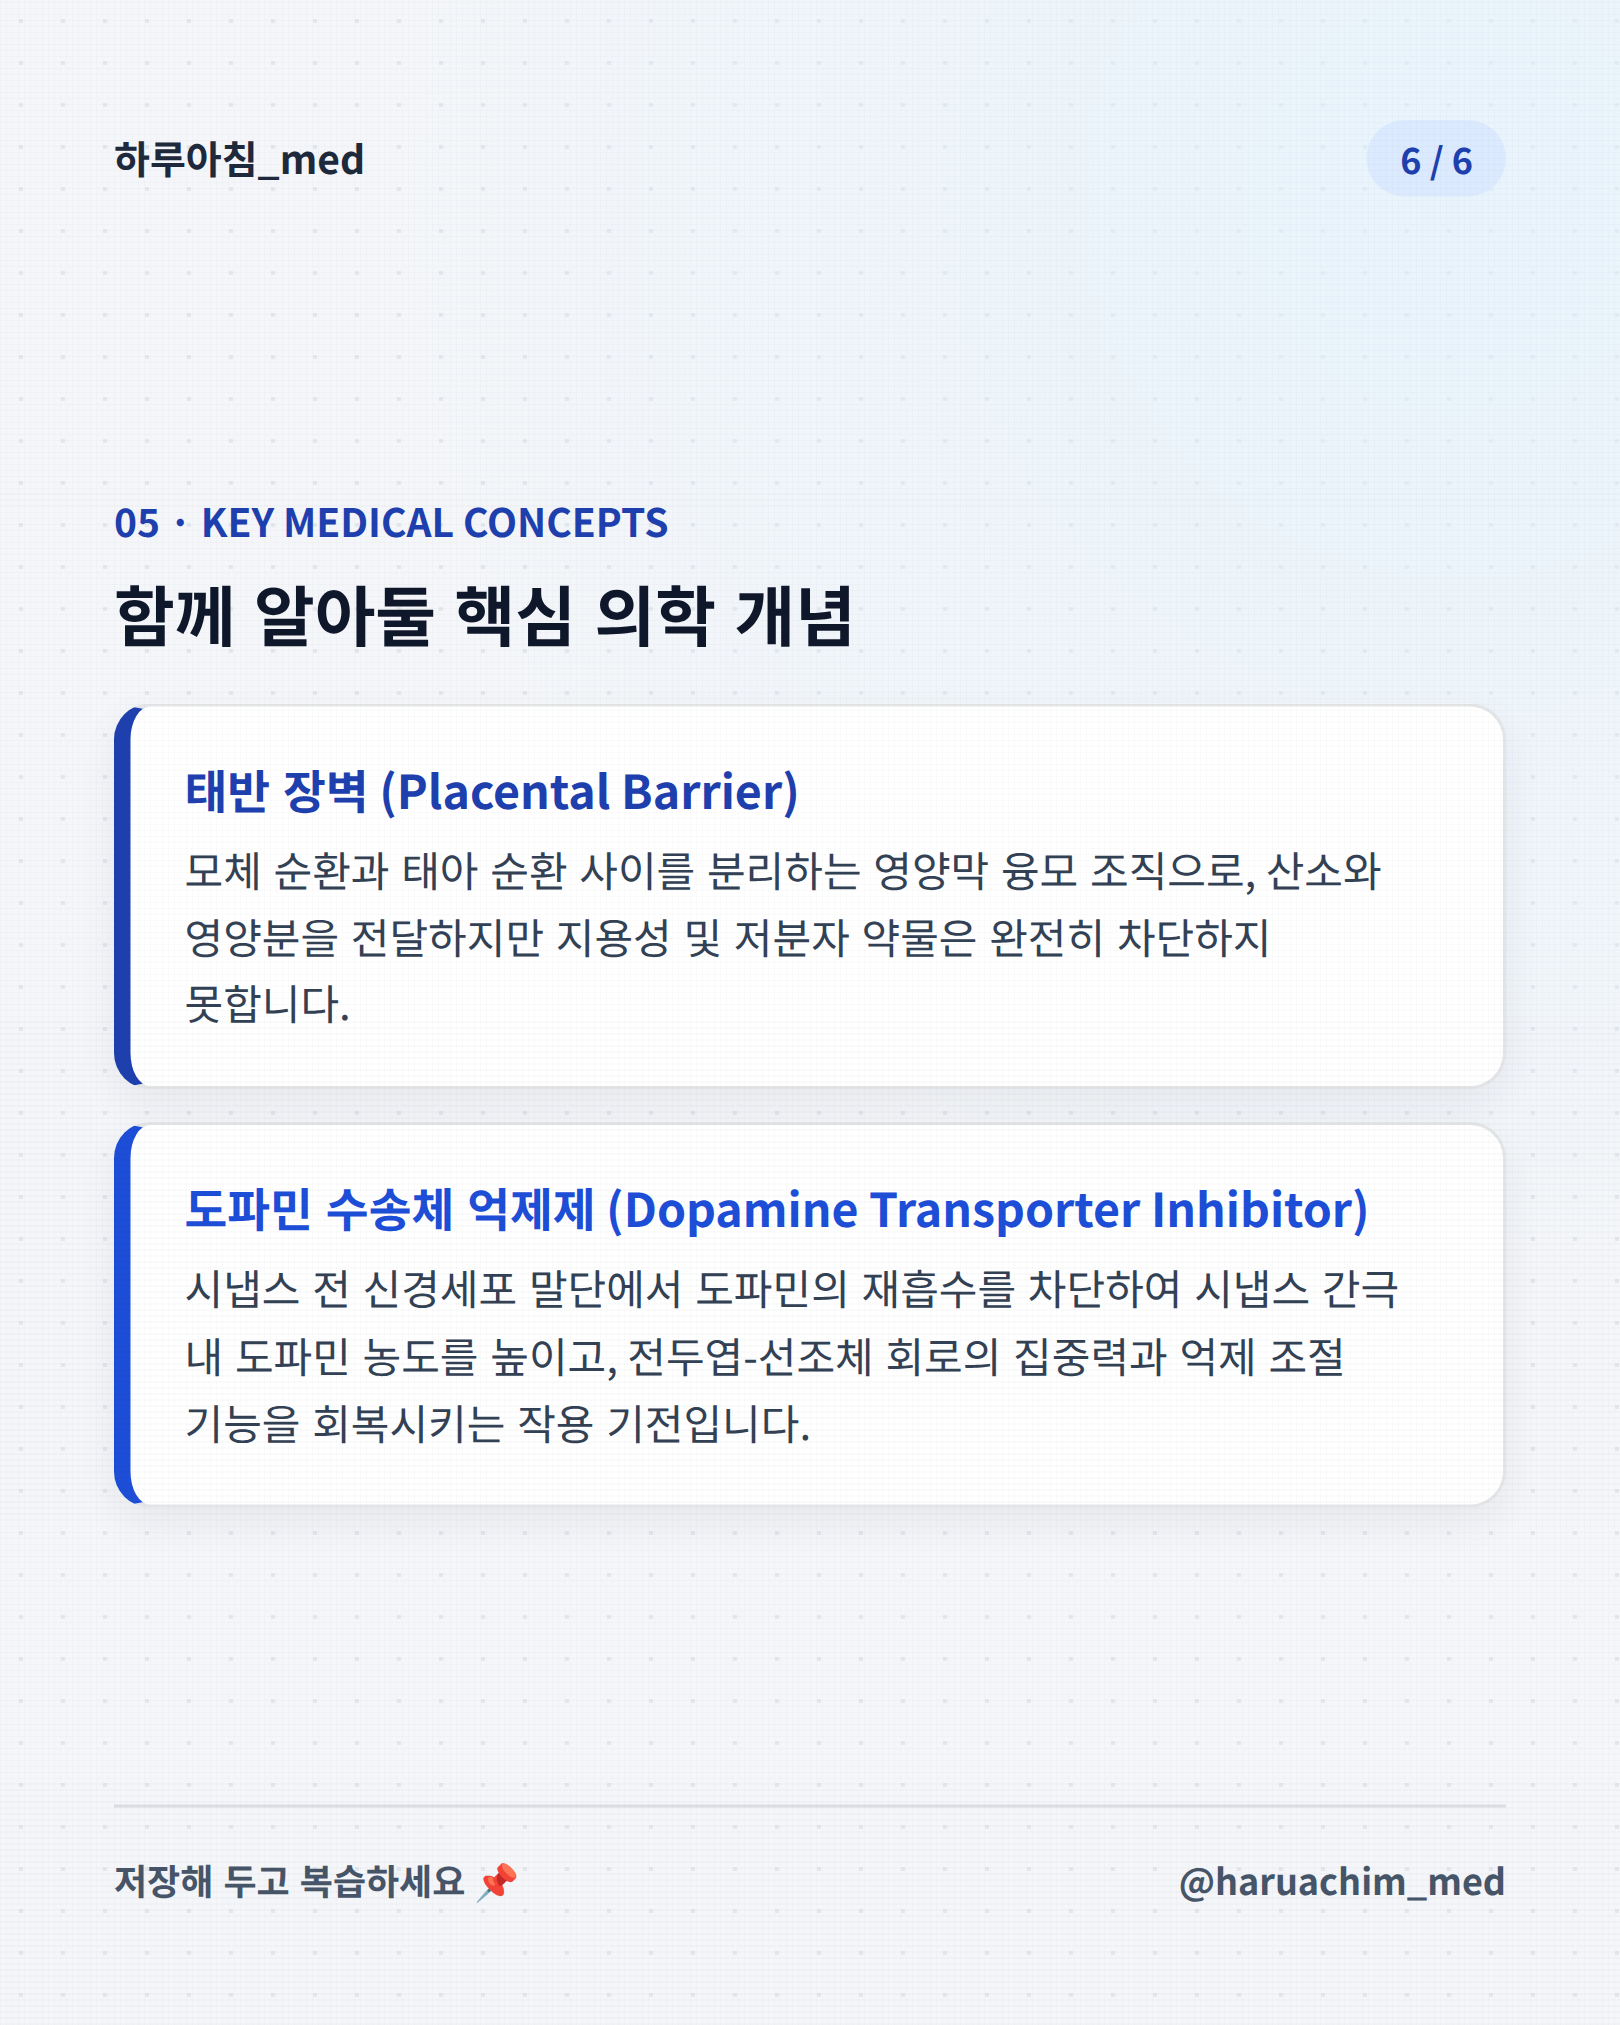 하루아침_med
6 / 6
05 · KEY MEDICAL CONCEPTS
함께 알아둘 핵심 의학 개념
태반 장벽 (Placental Barrier)
모체 순환과 태아 순환 사이를 분리하는 영양막 융모 조직으로, 산소와
영양분을 전달하지만 지용성 및 저분자 약물은 완전히 차단하지
못합니다.
도파민 수송체 억제제 (Dopamine Transporter Inhibitor)
시냅스 전 신경세포 말단에서 도파민의 재흡수를 차단하여 시냅스 간극
내 도파민 농도를 높이고, 전두엽-선조체 회로의 집중력과 억제 조절
기능을 회복시키는 작용 기전입니다.
저장해 두고 복습하세요 📌
@haruachim_med